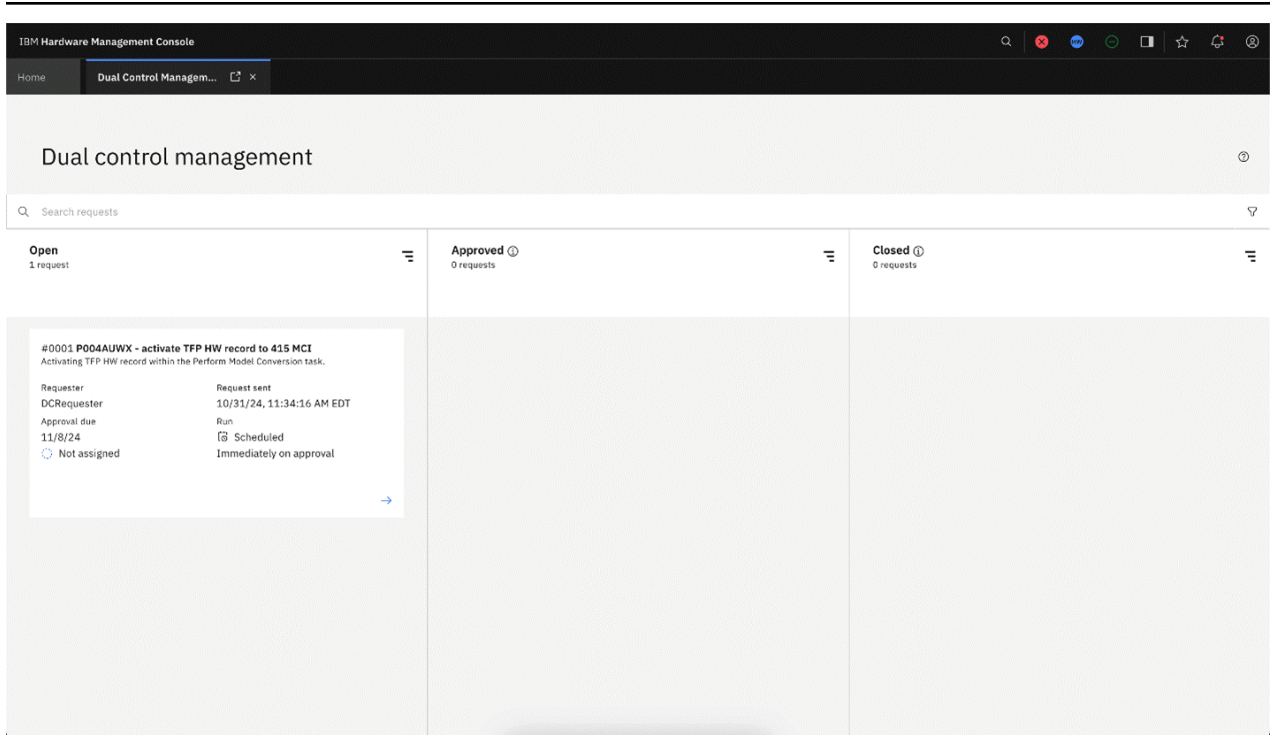 IBM Hardware Management Console
HW
Home
Dual Control Managem...
Dual control management
Search requests
Open
1 request
Approved
0 requests
Closed
0 requests
#0001 P004AUWX - activate TFP HW record to 415 MCI
Activating TFP HW record within the Perform Model Conversion task.
Requester
Request sent
DCRequester
10/31/24, 11:34:16 AM EDT
Approval due
Run
11/8/24
Scheduled
Not assigned
Immediately on approval